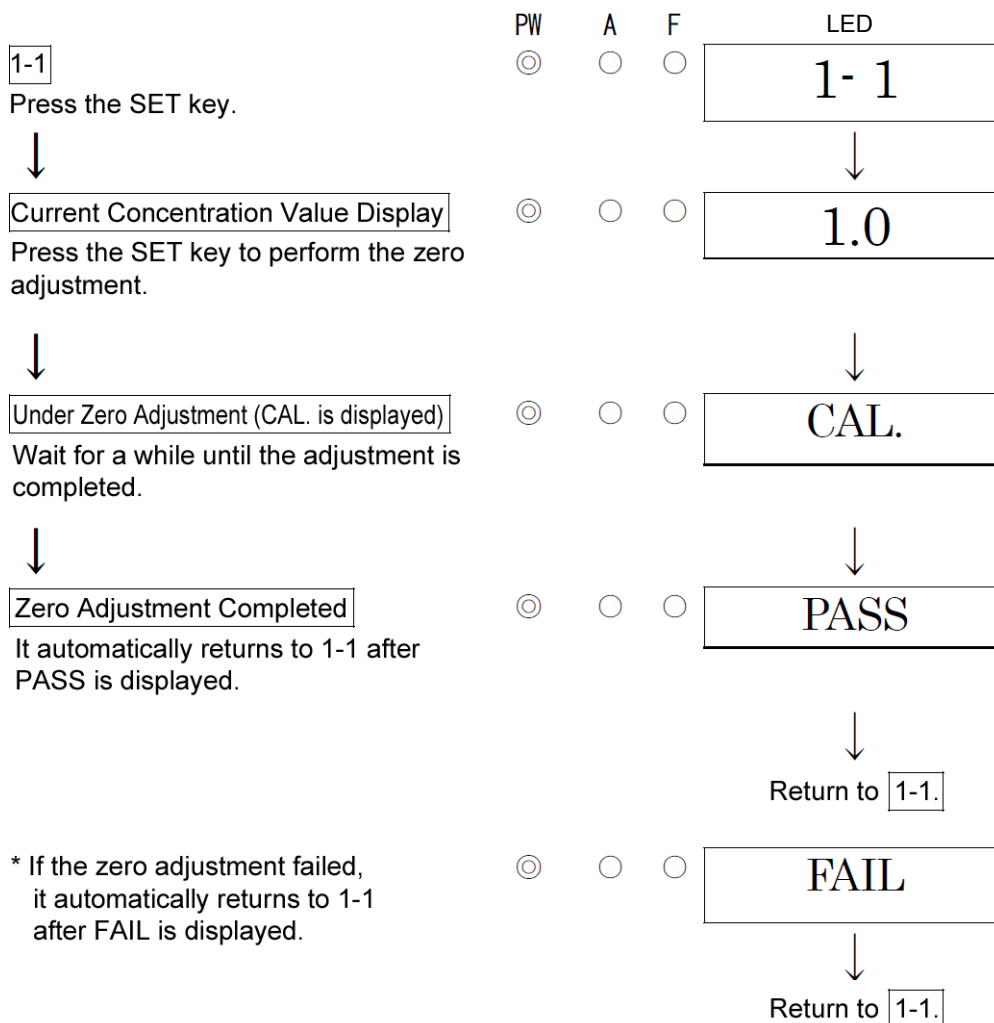 PW A F LED
1-1 ◎ ○ ○ 1- 1
Press the SET key.
↓ ↓
Current Concentration Value Display ◎ ○ ○ 1.0
Press the SET key to perform the zero
adjustment.
↓ ↓
Under Zero Adjustment (CAL. is displayed) ◎ ○ ○ CAL.
Wait for a while until the adjustment is
completed.
↓ ↓
Zero Adjustment Completed ◎ ○ ○ PASS
It automatically returns to 1-1 after
PASS is displayed.
↓
Return to 1-1.
* If the zero adjustment failed, ◎ ○ ○ FAIL
it automatically returns to 1-1
after FAIL is displayed.
↓
Return to 1-1.